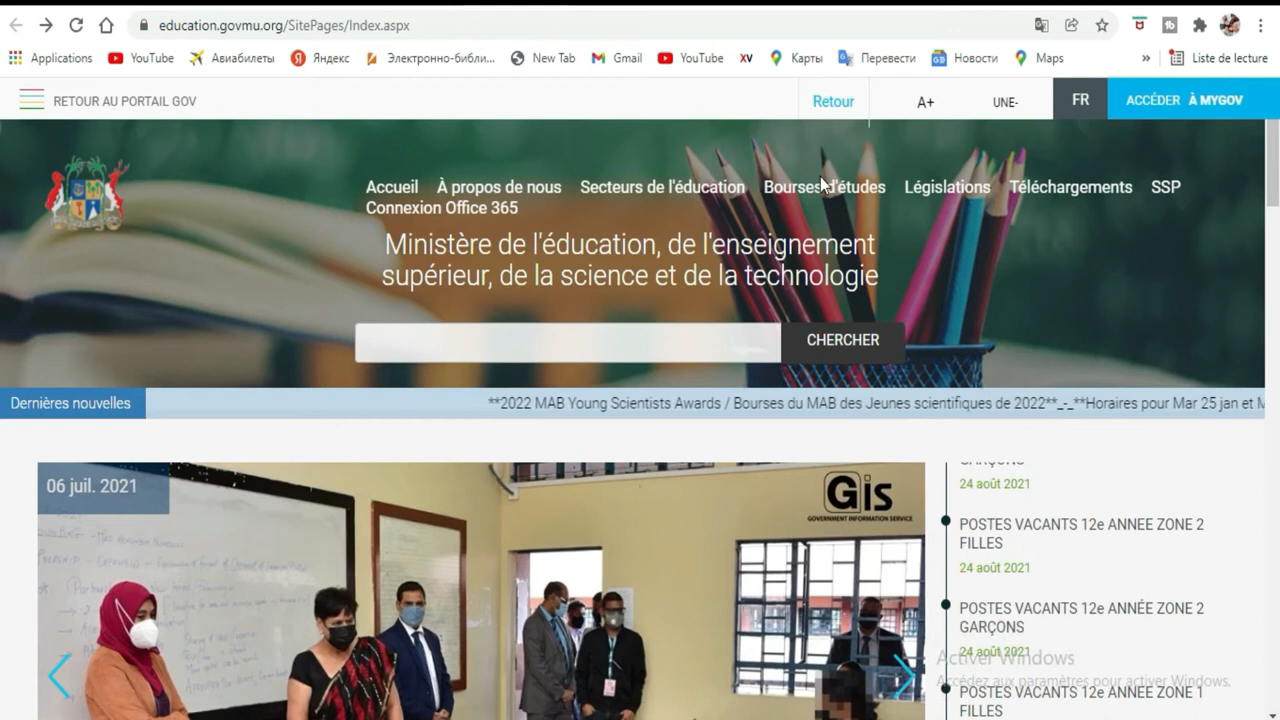 education.govmu.org/SitePages/Index.aspx
Applications YouTube Авиабилеты Яндекс Электронно-библи... New Tab Gmail YouTube XV Карты Перевести Новости Maps » Liste de lecture
RETOUR AU PORTAIL GOV Retour A+ UNE- FR ACCÉDER À MYGOV
Accueil À propos de nous Secteurs de l'éducation Bourses d'études Législations Téléchargements SSP
Connexion Office 365
Ministère de l'éducation, de l'enseignement
supérieur, de la science et de la technologie
CHERCHER
Dernières nouvelles **2022 MAB Young Scientists Awards / Bourses du MAB des Jeunes scientifiques de 2022**_-_**Horaires pour Mar 25 jan et M
06 juil. 2021
Gis
GOVERNMENT INFORMATION SERVICE
GARÇONS
24 août 2021
POSTES VACANTS 12e ANNEE ZONE 2
FILLES
24 août 2021
POSTES VACANTS 12e ANNÉE ZONE 2
GARÇONS
24 août 2021
Activer Windows
Accédez aux paramètres pour activer Windows.
POSTES VACANTS 12e ANNEE ZONE 1
FILLES